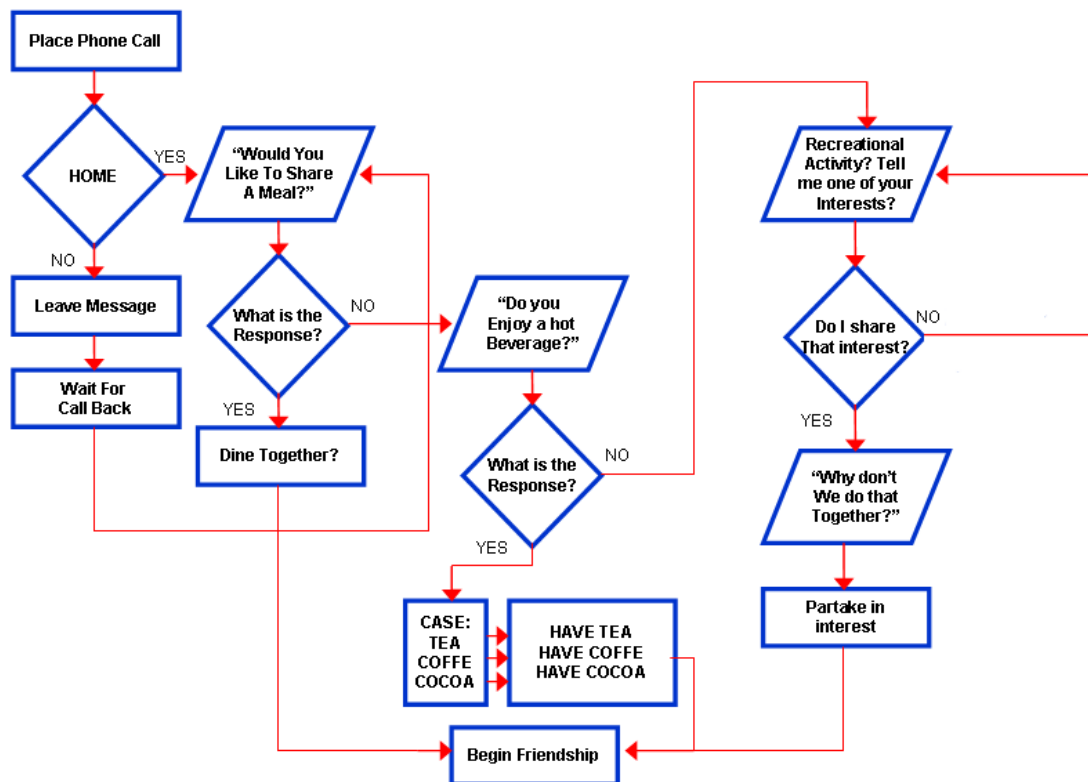 Place Phone Call
HOME
YES
NO
Leave Message
Wait For
Call Back
“Would You
Like To Share
A Meal?”
What is the
Response?
NO
YES
Dine Together?
“Do you
Enjoy a hot
Beverage?”
What is the
Response?
NO
YES
CASE:
TEA
COFFE
COCOA
HAVE TEA
HAVE COFFE
HAVE COCOA
Recreational
Activity? Tell
me one of your
Interests?
Do I share
That interest?
NO
YES
“Why don’t
We do that
Together?”
Partake in
interest
Begin Friendship